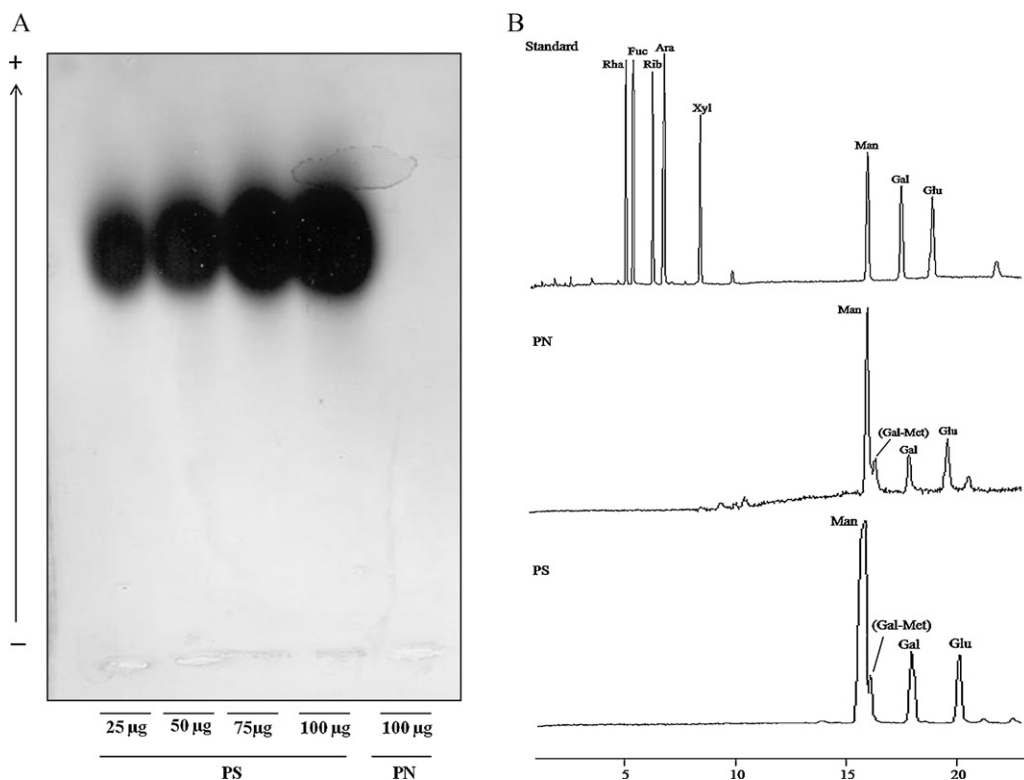 A
+
−
25 µg 50 µg 75µg 100 µg 100 µg
PS PN
B
Standard
Rha Fuc Rib Ara
Xyl
Man
Gal
Glu
PN
Man
(Gal-Met)
Gal
Glu
PS
Man
(Gal-Met)
Gal
Glu
5 10 15 20